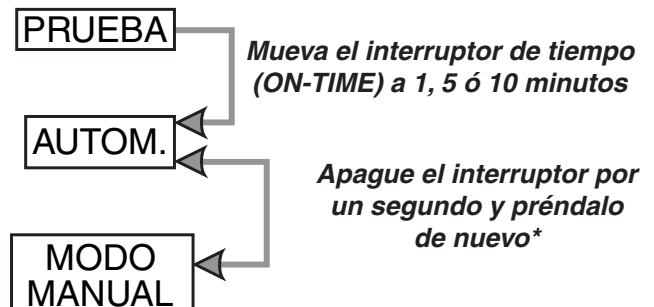 PRUEBA
Mueva el interruptor de tiempo
(ON-TIME) a 1, 5 ó 10 minutos
AUTOM.
Apague el interruptor por
un segundo y préndalo
de nuevo*
MODO
MANUAL